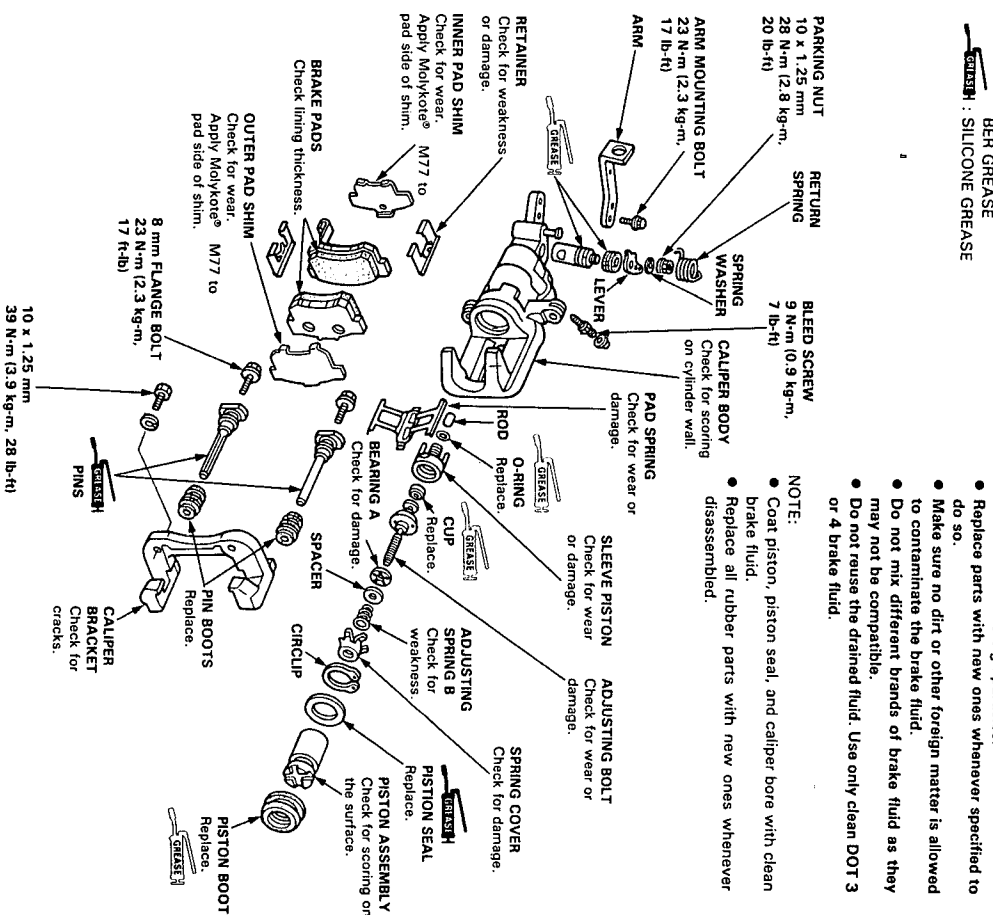 BER GREASE
GREASE : SILICONE GREASE
Replace parts with new ones whenever specified to
do so.
Make sure no dirt or other foreign matter is allowed
to contaminate the brake fluid.
Do not mix different brands of brake fluid as they
may not be compatible.
Do not reuse the drained fluid. Use only clean DOT 3
or 4 brake fluid.
NOTE:
Coat piston, piston seal, and caliper bore with clean
brake fluid.
Replace all rubber parts with new ones whenever
disassembled.
PARKING NUT
10 x 1.25 mm
28 N·m (2.8 kg-m,
20 lb-ft)
RETURN
SPRING
SPRING
WASHER
LEVER
BLEED SCREW
9 N·m (0.9 kg-m,
7 lb-ft)
CALIPER BODY
Check for scoring
on cylinder wall.
ARM MOUNTING BOLT
23 N·m (2.3 kg-m,
17 lb-ft)
ARM
GREASE
PAD SPRING
Check for wear or
damage.
ROD
O-RING
Replace.
GREASE
SLEEVE PISTON
Check for wear
or damage.
CUP
Replace.
GREASE
ADJUSTING BOLT
Check for wear or
damage.
RETAINER
Check for weakness
or damage.
INNER PAD SHIM
Check for wear.
Apply Molykote® M77 to
pad side of shim.
BRAKE PADS
Check lining thickness.
OUTER PAD SHIM
Check for wear.
Apply Molykote® M77 to
pad side of shim.
BEARING A
Check for damage.
SPACER
ADJUSTING
SPRING B
Check for
weakness.
CIRCLIP
SPRING COVER
Check for damage.
PISTION SEAL
Replace.
GREASE
PISTON ASSEMBLY
Check for scoring on
the surface.
PISTON BOOT
Replace.
GREASE
8 mm FLANGE BOLT
23 N·m (2.3 kg-m,
17 ft-lb)
10 x 1.25 mm
39 N·m (3.9 kg-m, 28 lb-ft)
PINS
GREASE
PIN BOOTS
Replace.
CALIPER
BRACKET
Check for
cracks.